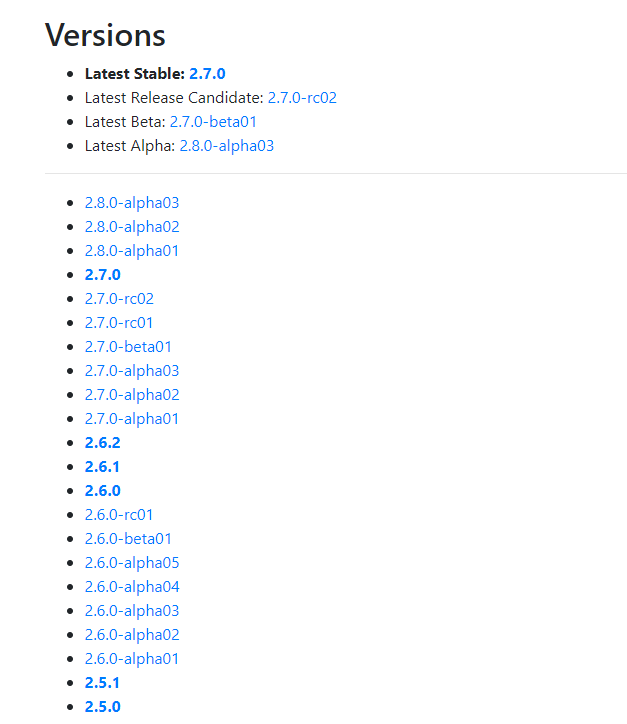 Versions
Latest Stable: 2.7.0
Latest Release Candidate: 2.7.0-rc02
Latest Beta: 2.7.0-beta01
Latest Alpha: 2.8.0-alpha03
2.8.0-alpha03
2.8.0-alpha02
2.8.0-alpha01
2.7.0
2.7.0-rc02
2.7.0-rc01
2.7.0-beta01
2.7.0-alpha03
2.7.0-alpha02
2.7.0-alpha01
2.6.2
2.6.1
2.6.0
2.6.0-rc01
2.6.0-beta01
2.6.0-alpha05
2.6.0-alpha04
2.6.0-alpha03
2.6.0-alpha02
2.6.0-alpha01
2.5.1
2.5.0